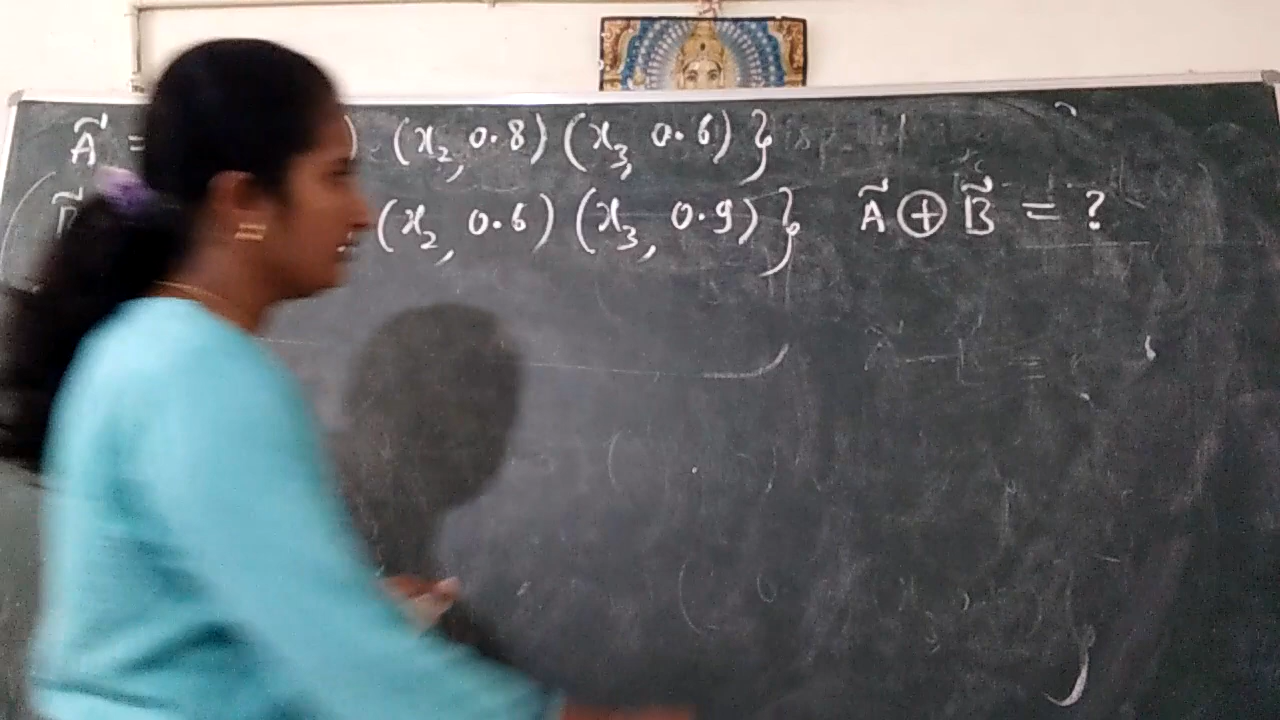 Ã = ) (x₂, 0.8) (x₃, 0.6) }
(x₂, 0.6) (x₃, 0.9) } Ã ⊕ B̃ = ?